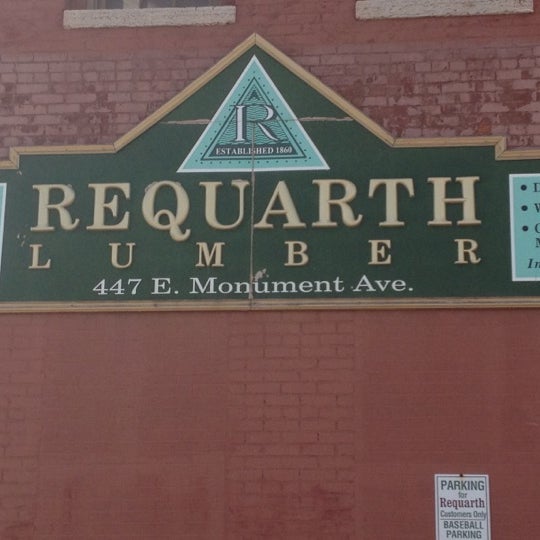 R
ESTABLISHED 1860
REQUARTH
LUMBER
447 E. Monument Ave.
PARKING
for
Requarth
Customers Only
BASEBALL
PARKING